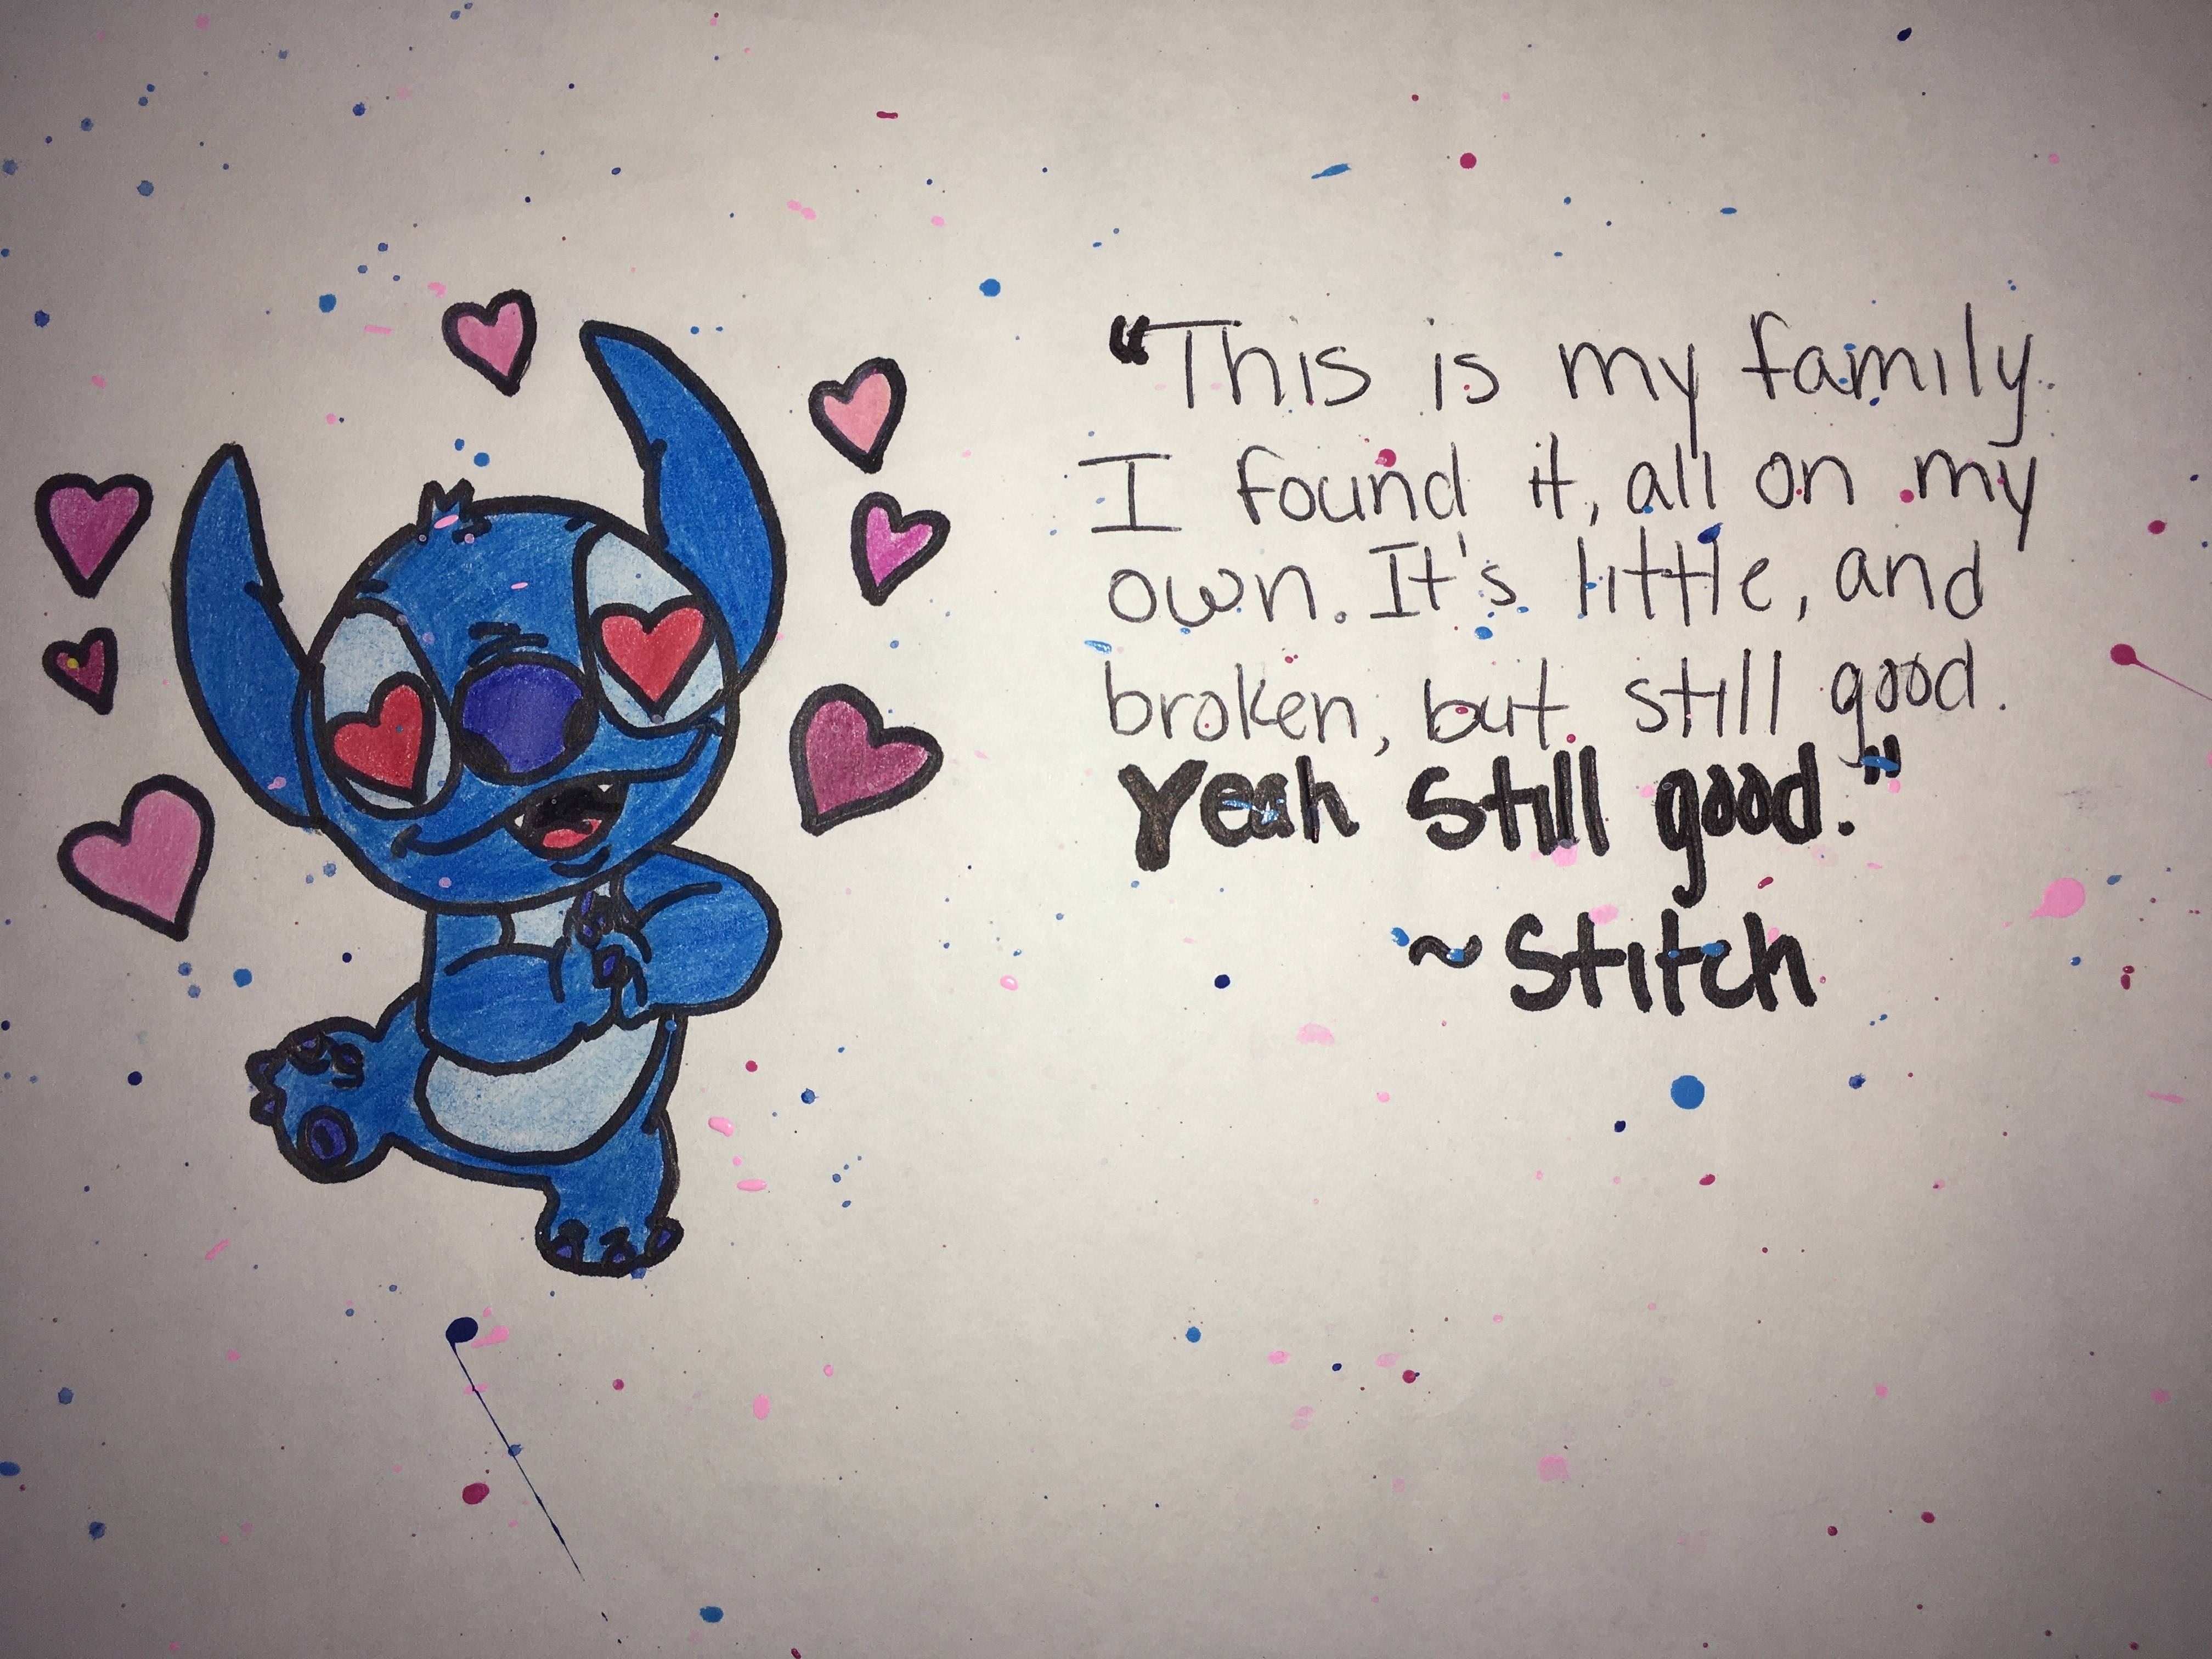 “This is my family.
I found it, all on my
own. It's little, and
broken, but still good.
Yeah still good.”
~Stitch